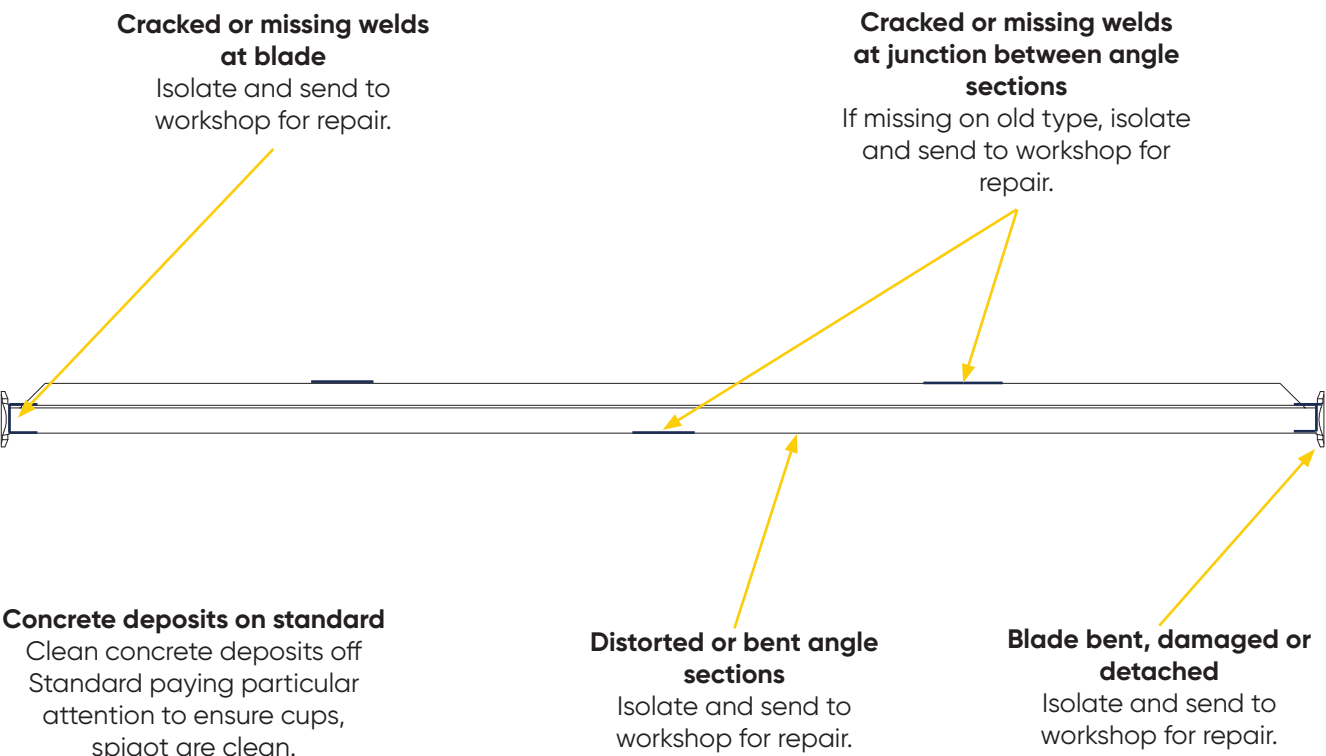 Cracked or missing welds
at blade
Isolate and send to
workshop for repair.
Cracked or missing welds
at junction between angle
sections
If missing on old type, isolate
and send to workshop for
repair.
Concrete deposits on standard
Clean concrete deposits off
Standard paying particular
attention to ensure cups,
spigot are clean.
Distorted or bent angle
sections
Isolate and send to
workshop for repair.
Blade bent, damaged or
detached
Isolate and send to
workshop for repair.